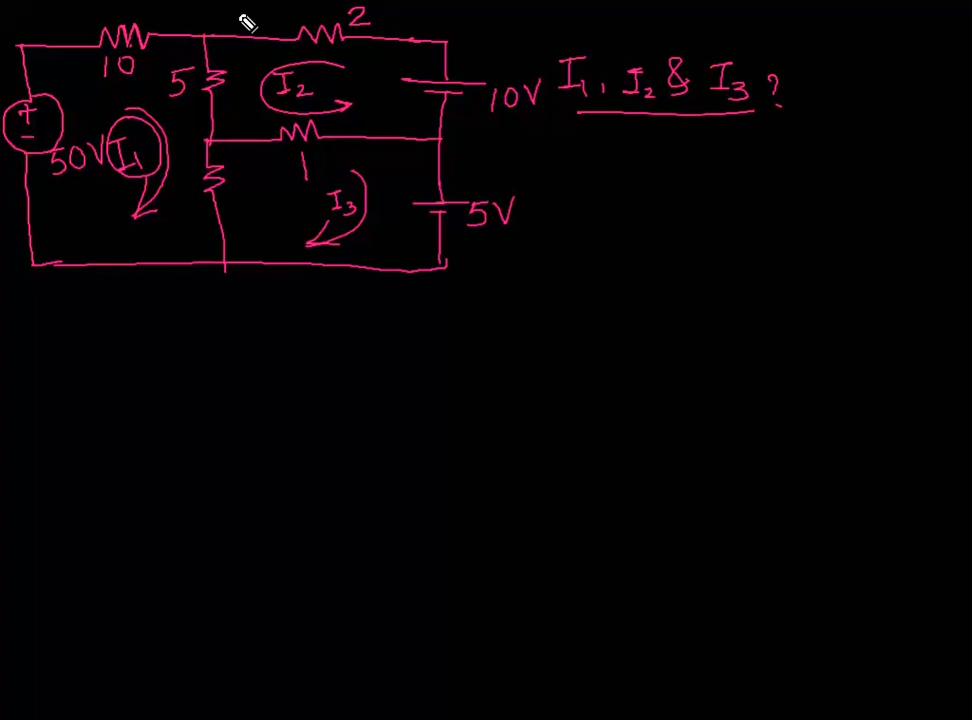 2
10
5
I₂
10V
I₁, I₂ & I₃ ?
+
-
50V
I₁
1
I₃
5V